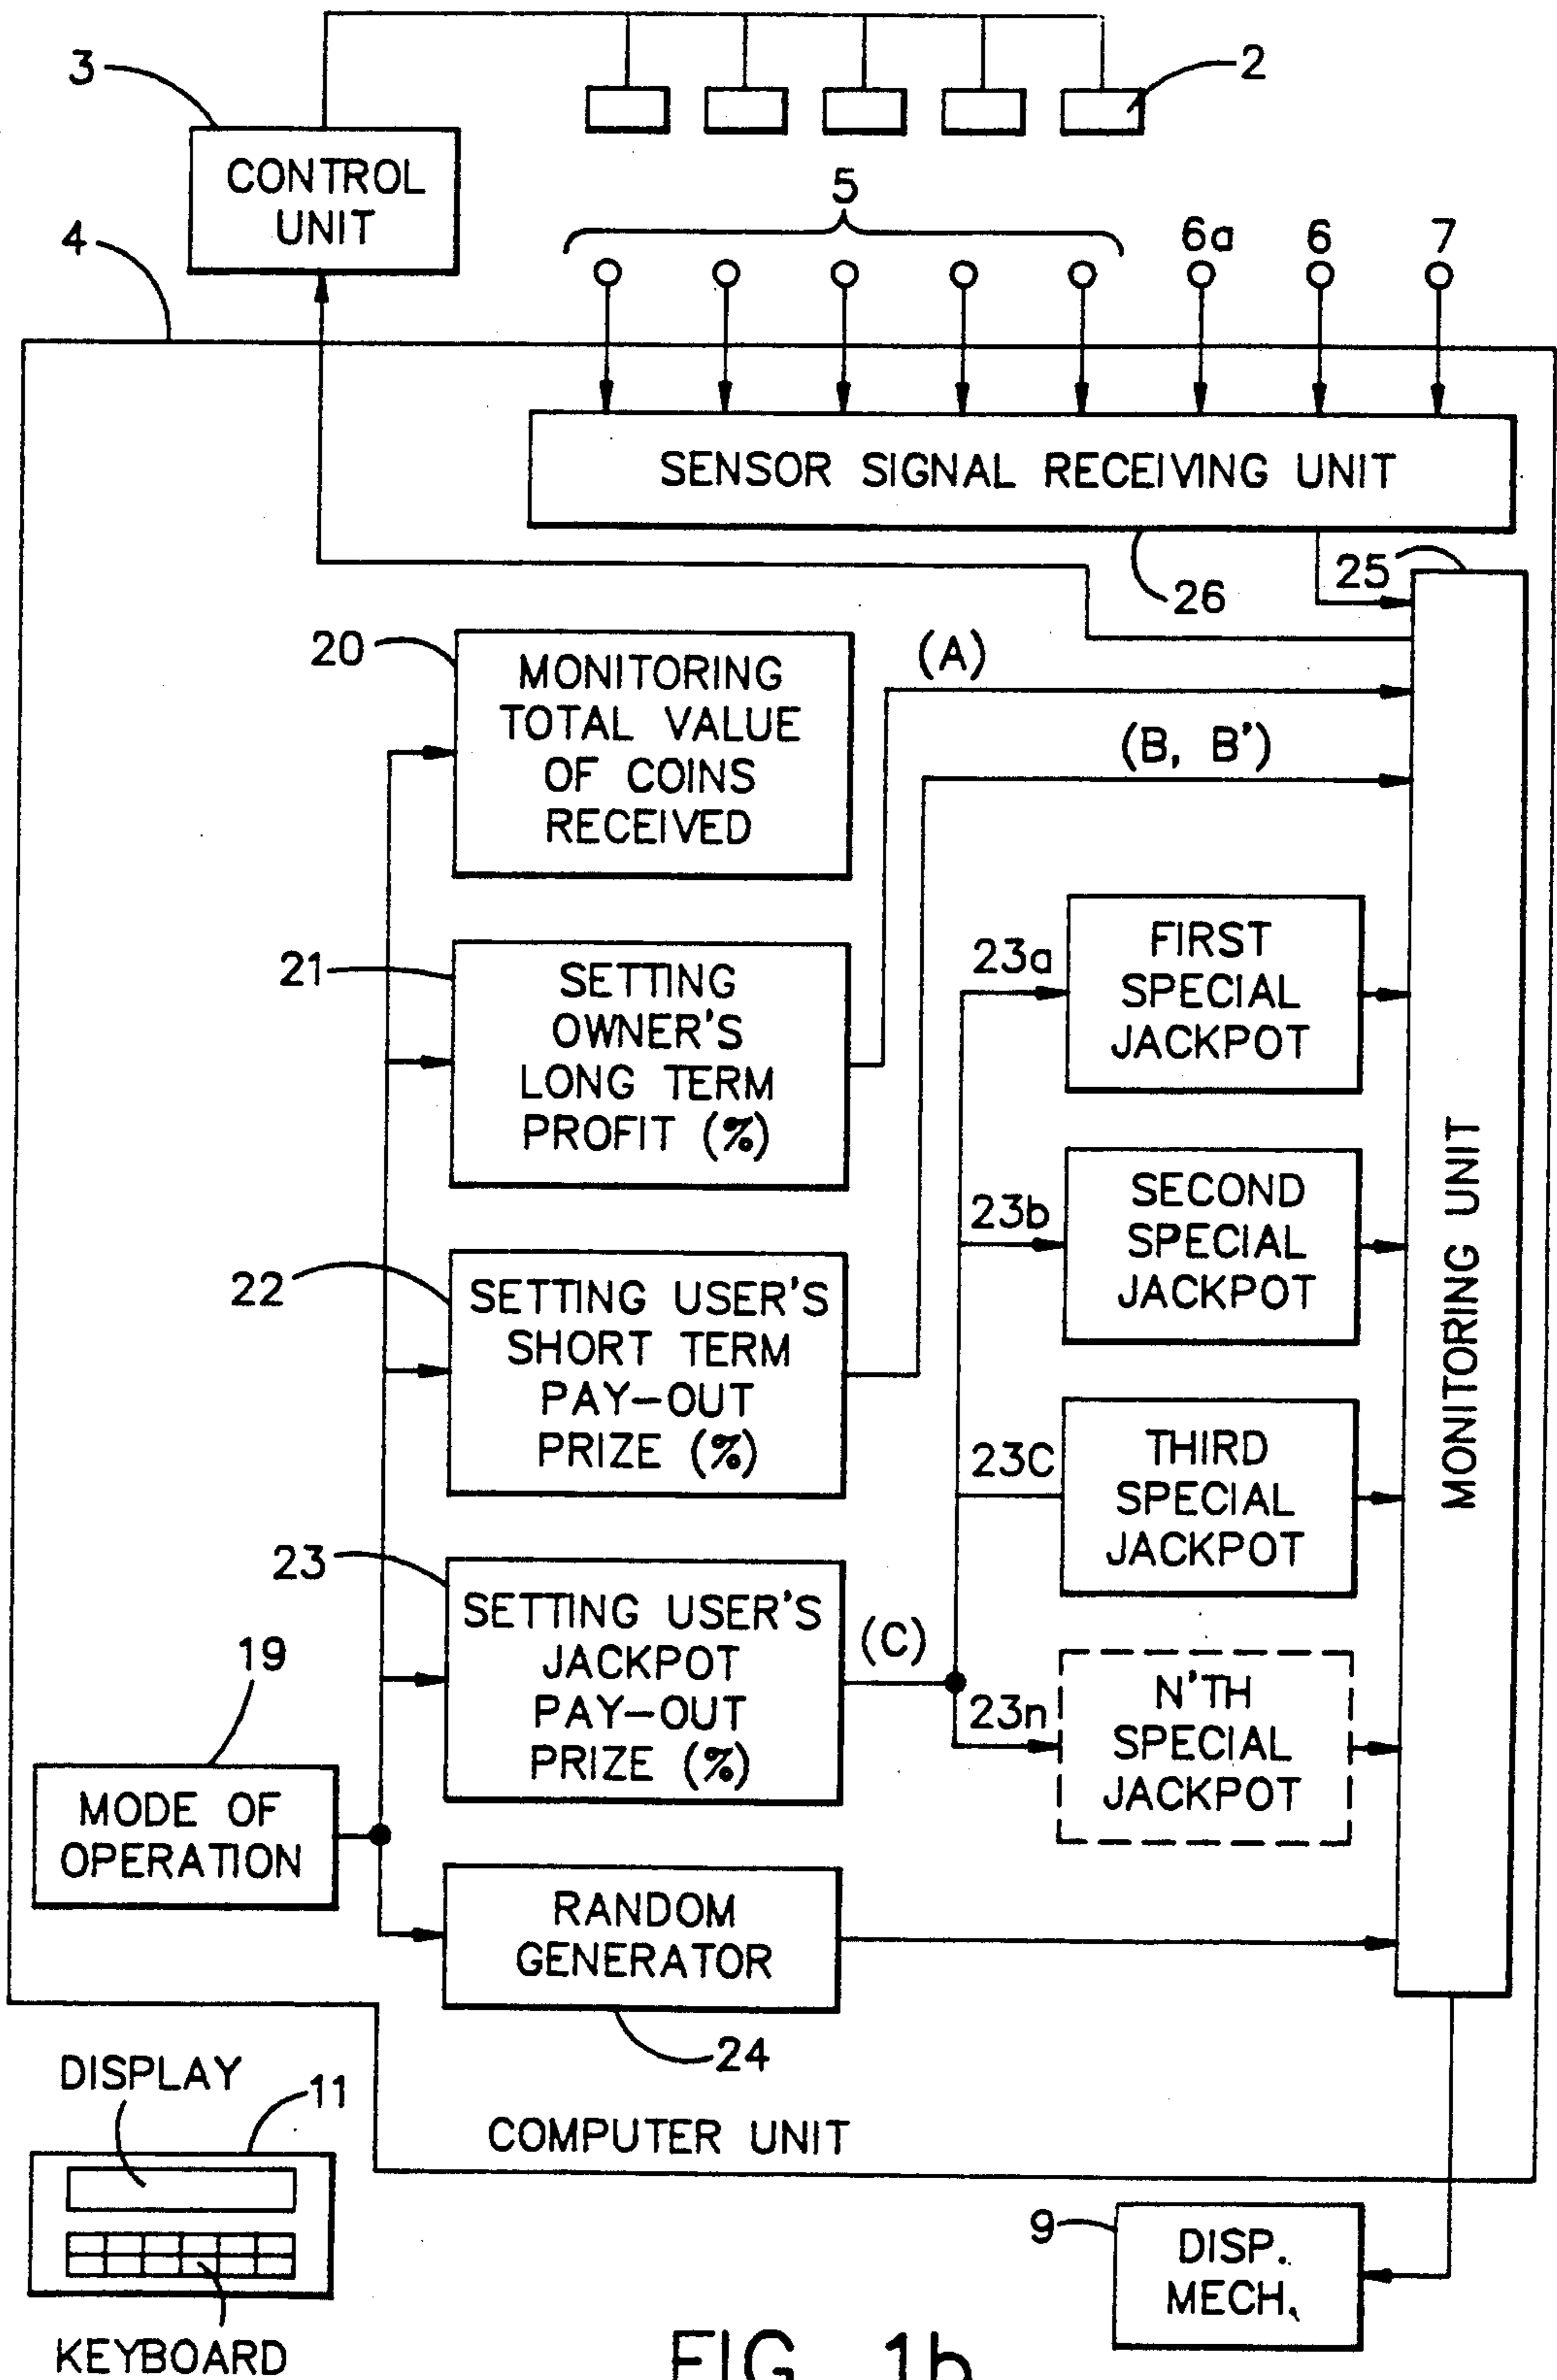 3
2
CONTROL
UNIT
5
4
6a
6
7
SENSOR SIGNAL RECEIVING UNIT
26
25
20
MONITORING
TOTAL VALUE
OF COINS
RECEIVED
(A)
(B, B')
21
SETTING
OWNER'S
LONG TERM
PROFIT (%)
23a
FIRST
SPECIAL
JACKPOT
23b
SECOND
SPECIAL
JACKPOT
MONITORING UNIT
22
SETTING USER'S
SHORT TERM
PAY-OUT
PRIZE (%)
23C
THIRD
SPECIAL
JACKPOT
23
SETTING USER'S
JACKPOT
PAY-OUT
PRIZE (%)
(C)
23n
N'TH
SPECIAL
JACKPOT
19
MODE OF
OPERATION
RANDOM
GENERATOR
24
DISPLAY
11
COMPUTER UNIT
KEYBOARD
9
DISP.
MECH.
FIG. 1b